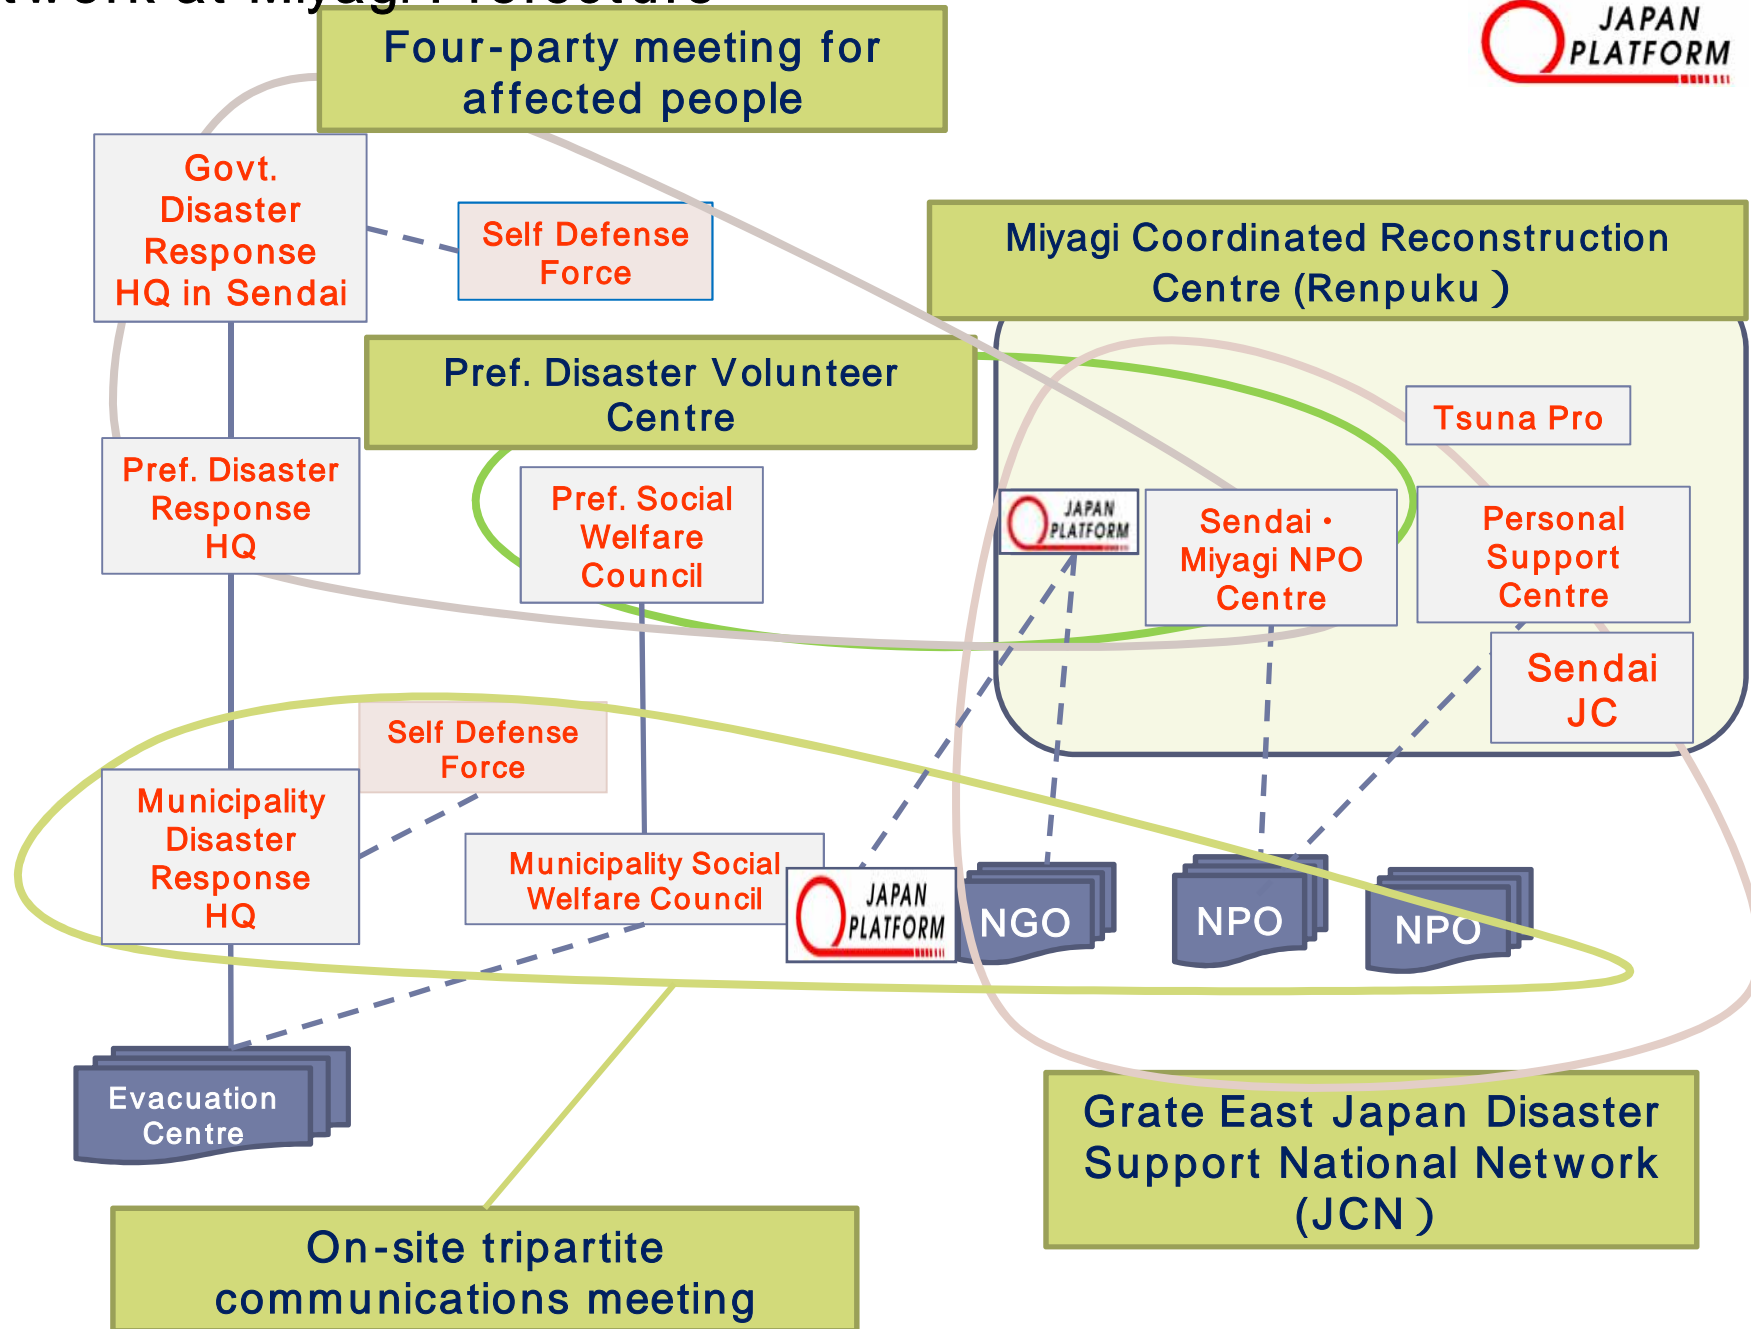 Miyagi Prefecture
JAPAN
PLATFORM
Four-party meeting for
affected people
Govt.
Disaster
Response
HQ in Sendai
Self Defense
Force
Miyagi Coordinated Reconstruction
Centre (Renpuku）
Pref. Disaster Volunteer
Centre
Tsuna Pro
Pref. Disaster
Response
HQ
Pref. Social
Welfare
Council
JAPAN
PLATFORM
Sendai・
Miyagi NPO
Centre
Personal
Support
Centre
Sendai
JC
Self Defense
Force
Municipality
Disaster
Response
HQ
Municipality Social
Welfare Council
JAPAN
PLATFORM
NGO
NPO
NPO
Evacuation
Centre
Grate East Japan Disaster
Support National Network
(JCN）
On-site tripartite
communications meeting